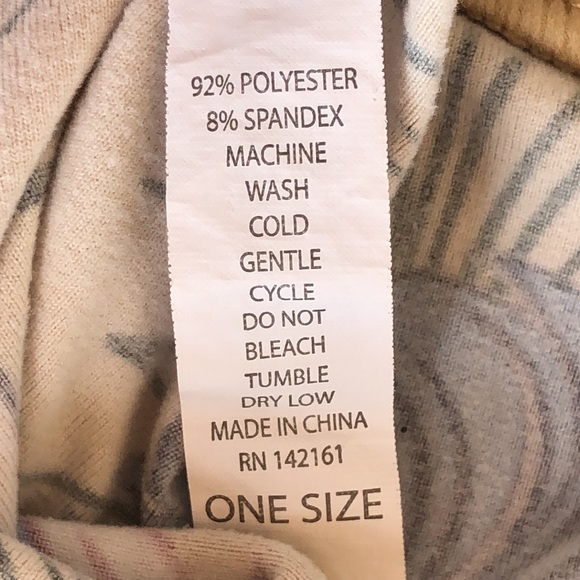 92% POLYESTER
8% SPANDEX
MACHINE
WASH
COLD
GENTLE
CYCLE
DO NOT
BLEACH
TUMBLE
DRY LOW
MADE IN CHINA
RN 142161
ONE SIZE